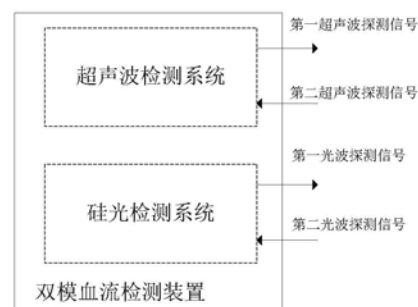 第一超声波探测信号
超声波检测系统
第二超声波探测信号
第一光波探测信号
硅光检测系统
第二光波探测信号
双模血流检测装置